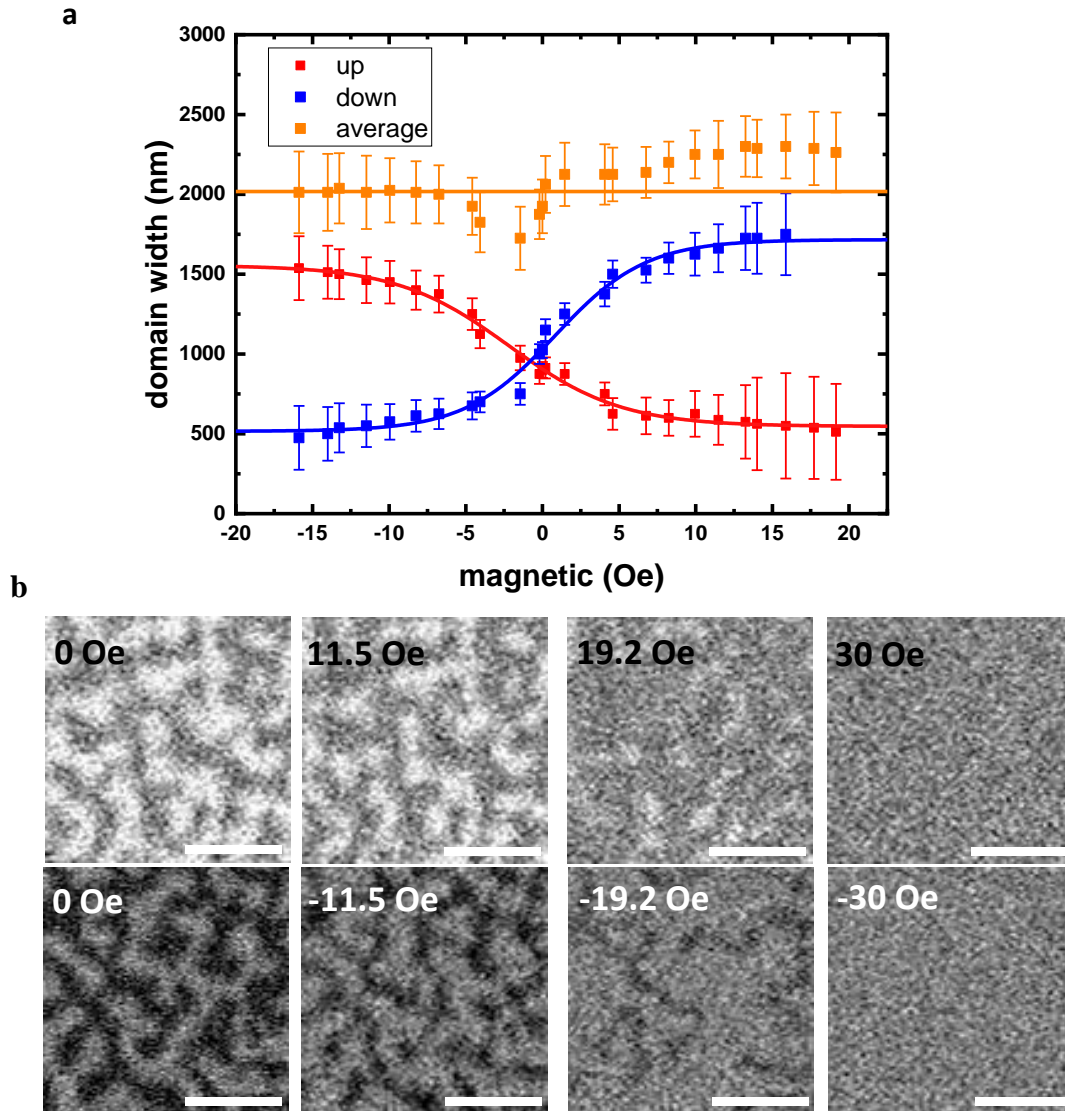 a
3000
2500
2000
1500
1000
500
0
domain width (nm)
up
down
average
-20 -15 -10 -5 0 5 10 15 20
magnetic (Oe)
b
0 Oe 11.5 Oe 19.2 Oe 30 Oe
0 Oe -11.5 Oe -19.2 Oe -30 Oe